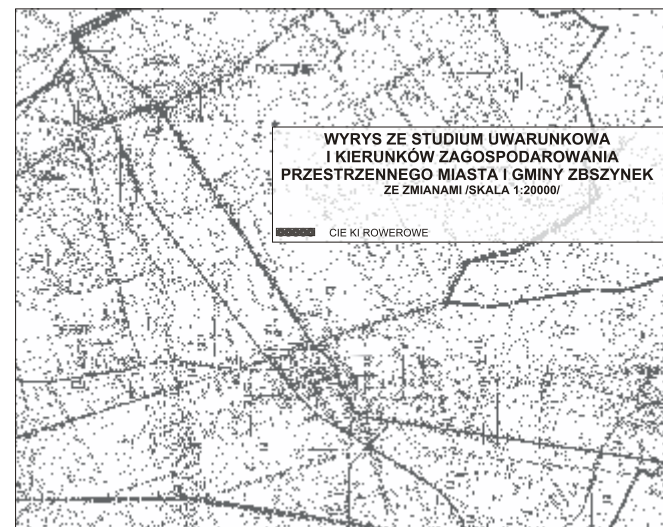 WYRYS ZE STUDIUM UWARUNKOWA
I KIERUNKÓW ZAGOSPODAROWANIA
PRZESTRZENNEGO MIASTA I GMINY ZBSZYNEK
ZE ZMIANAMI /SKALA 1:20000/
CIE KI ROWEROWE